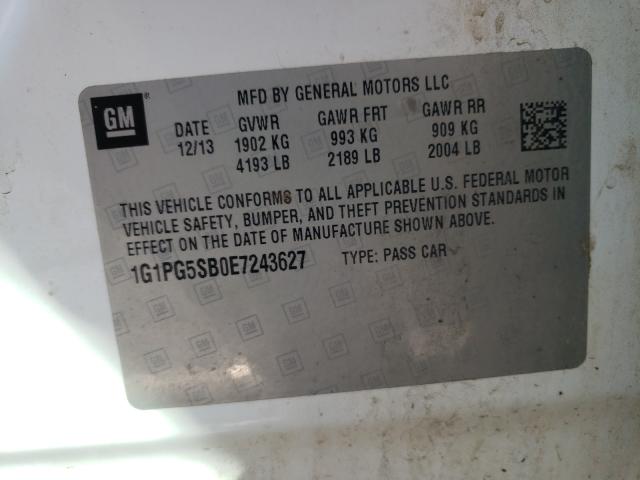 GM
MFD BY GENERAL MOTORS LLC
DATE GVWR GAWR FRT GAWR RR
12/13 1902 KG 993 KG 909 KG
4193 LB 2189 LB 2004 LB
THIS VEHICLE CONFORMS TO ALL APPLICABLE U.S. FEDERAL MOTOR
VEHICLE SAFETY, BUMPER, AND THEFT PREVENTION STANDARDS IN
EFFECT ON THE DATE OF MANUFACTURE SHOWN ABOVE.
1G1PG5SB0E7243627 TYPE: PASS CAR